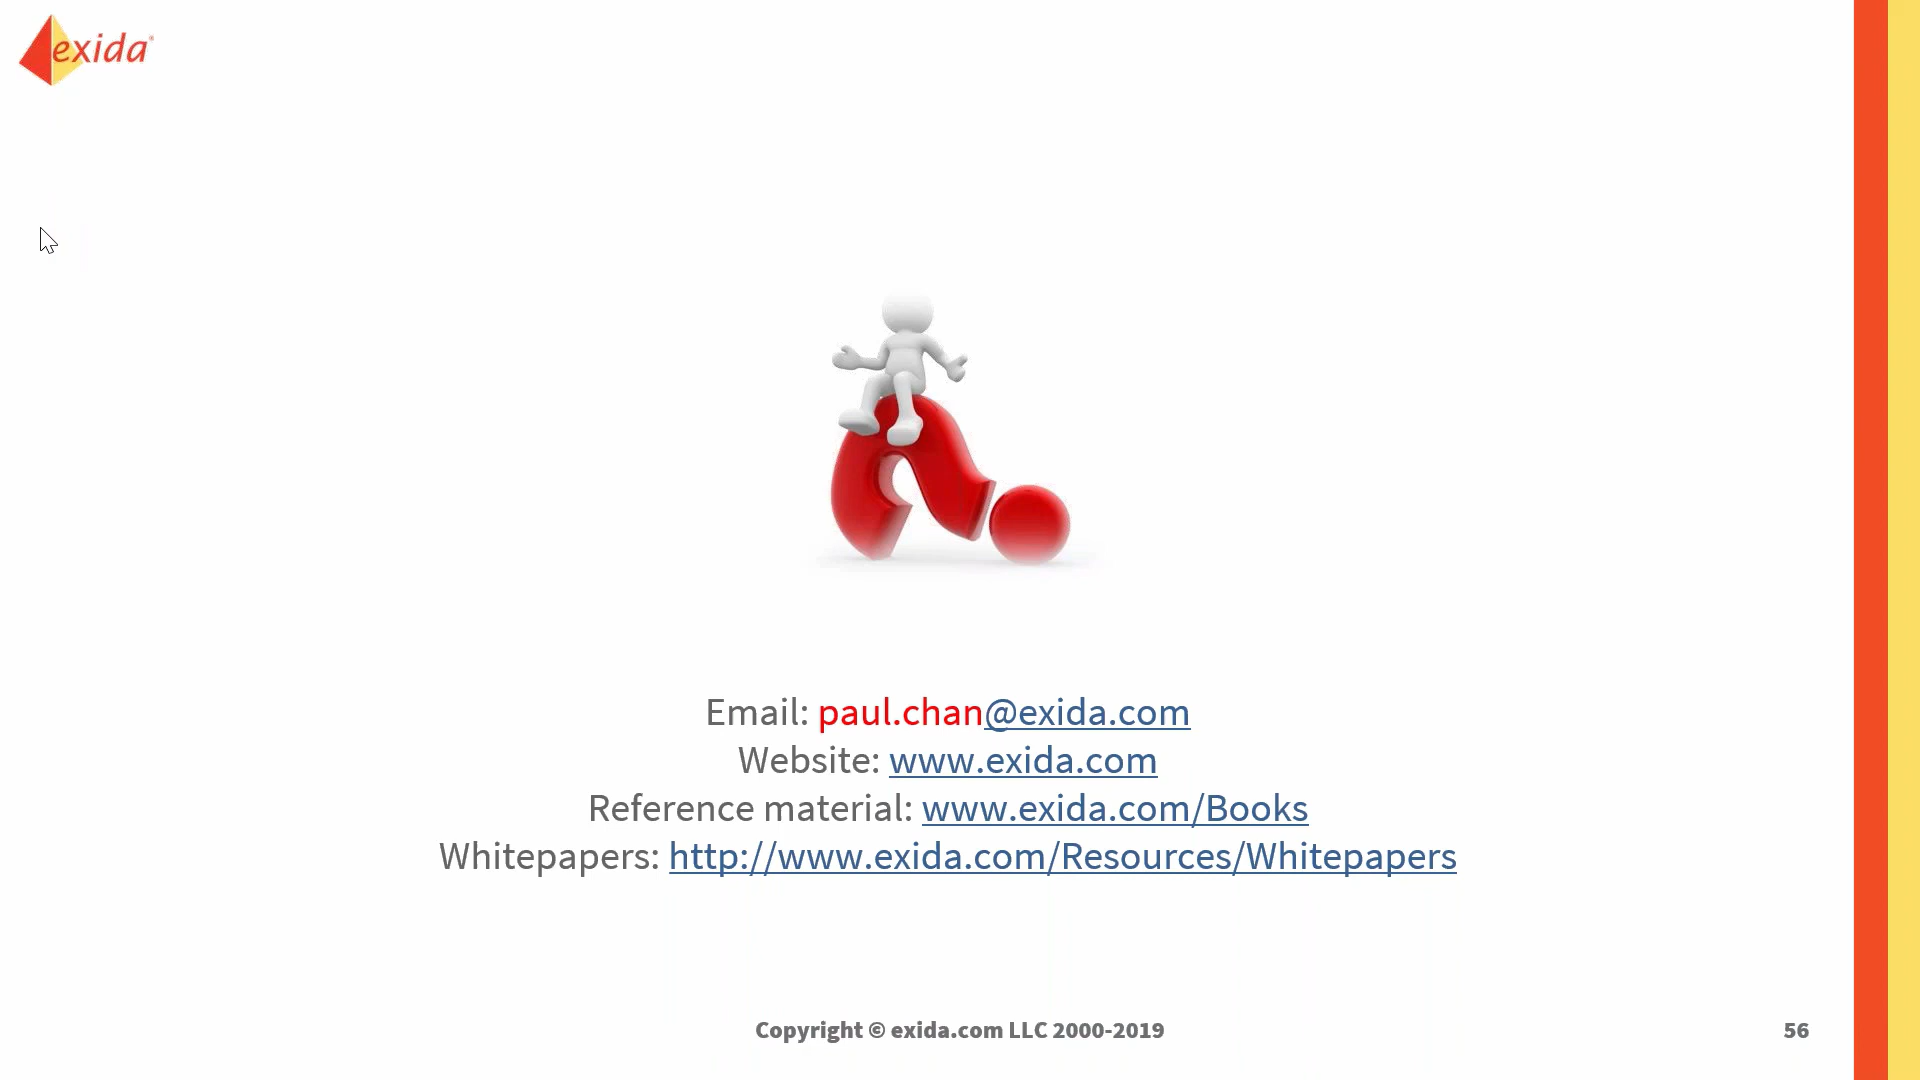 exida
Email: paul.chan@exida.com
Website: www.exida.com
Reference material: www.exida.com/Books
Whitepapers: http://www.exida.com/Resources/Whitepapers
Copyright © exida.com LLC 2000-2019
56